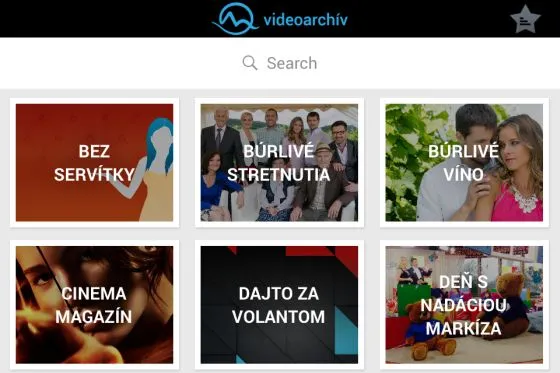 videoarchív
Search
BEZ
SERVÍTKY
BÚRLIVÉ
STRETNUTIA
BÚRLIVÉ
VÍNO
CINEMA
MAGAZÍN
DAJTO ZA
VOLANTOM
DEŇ S
NADÁCIOU
MARKÍZA